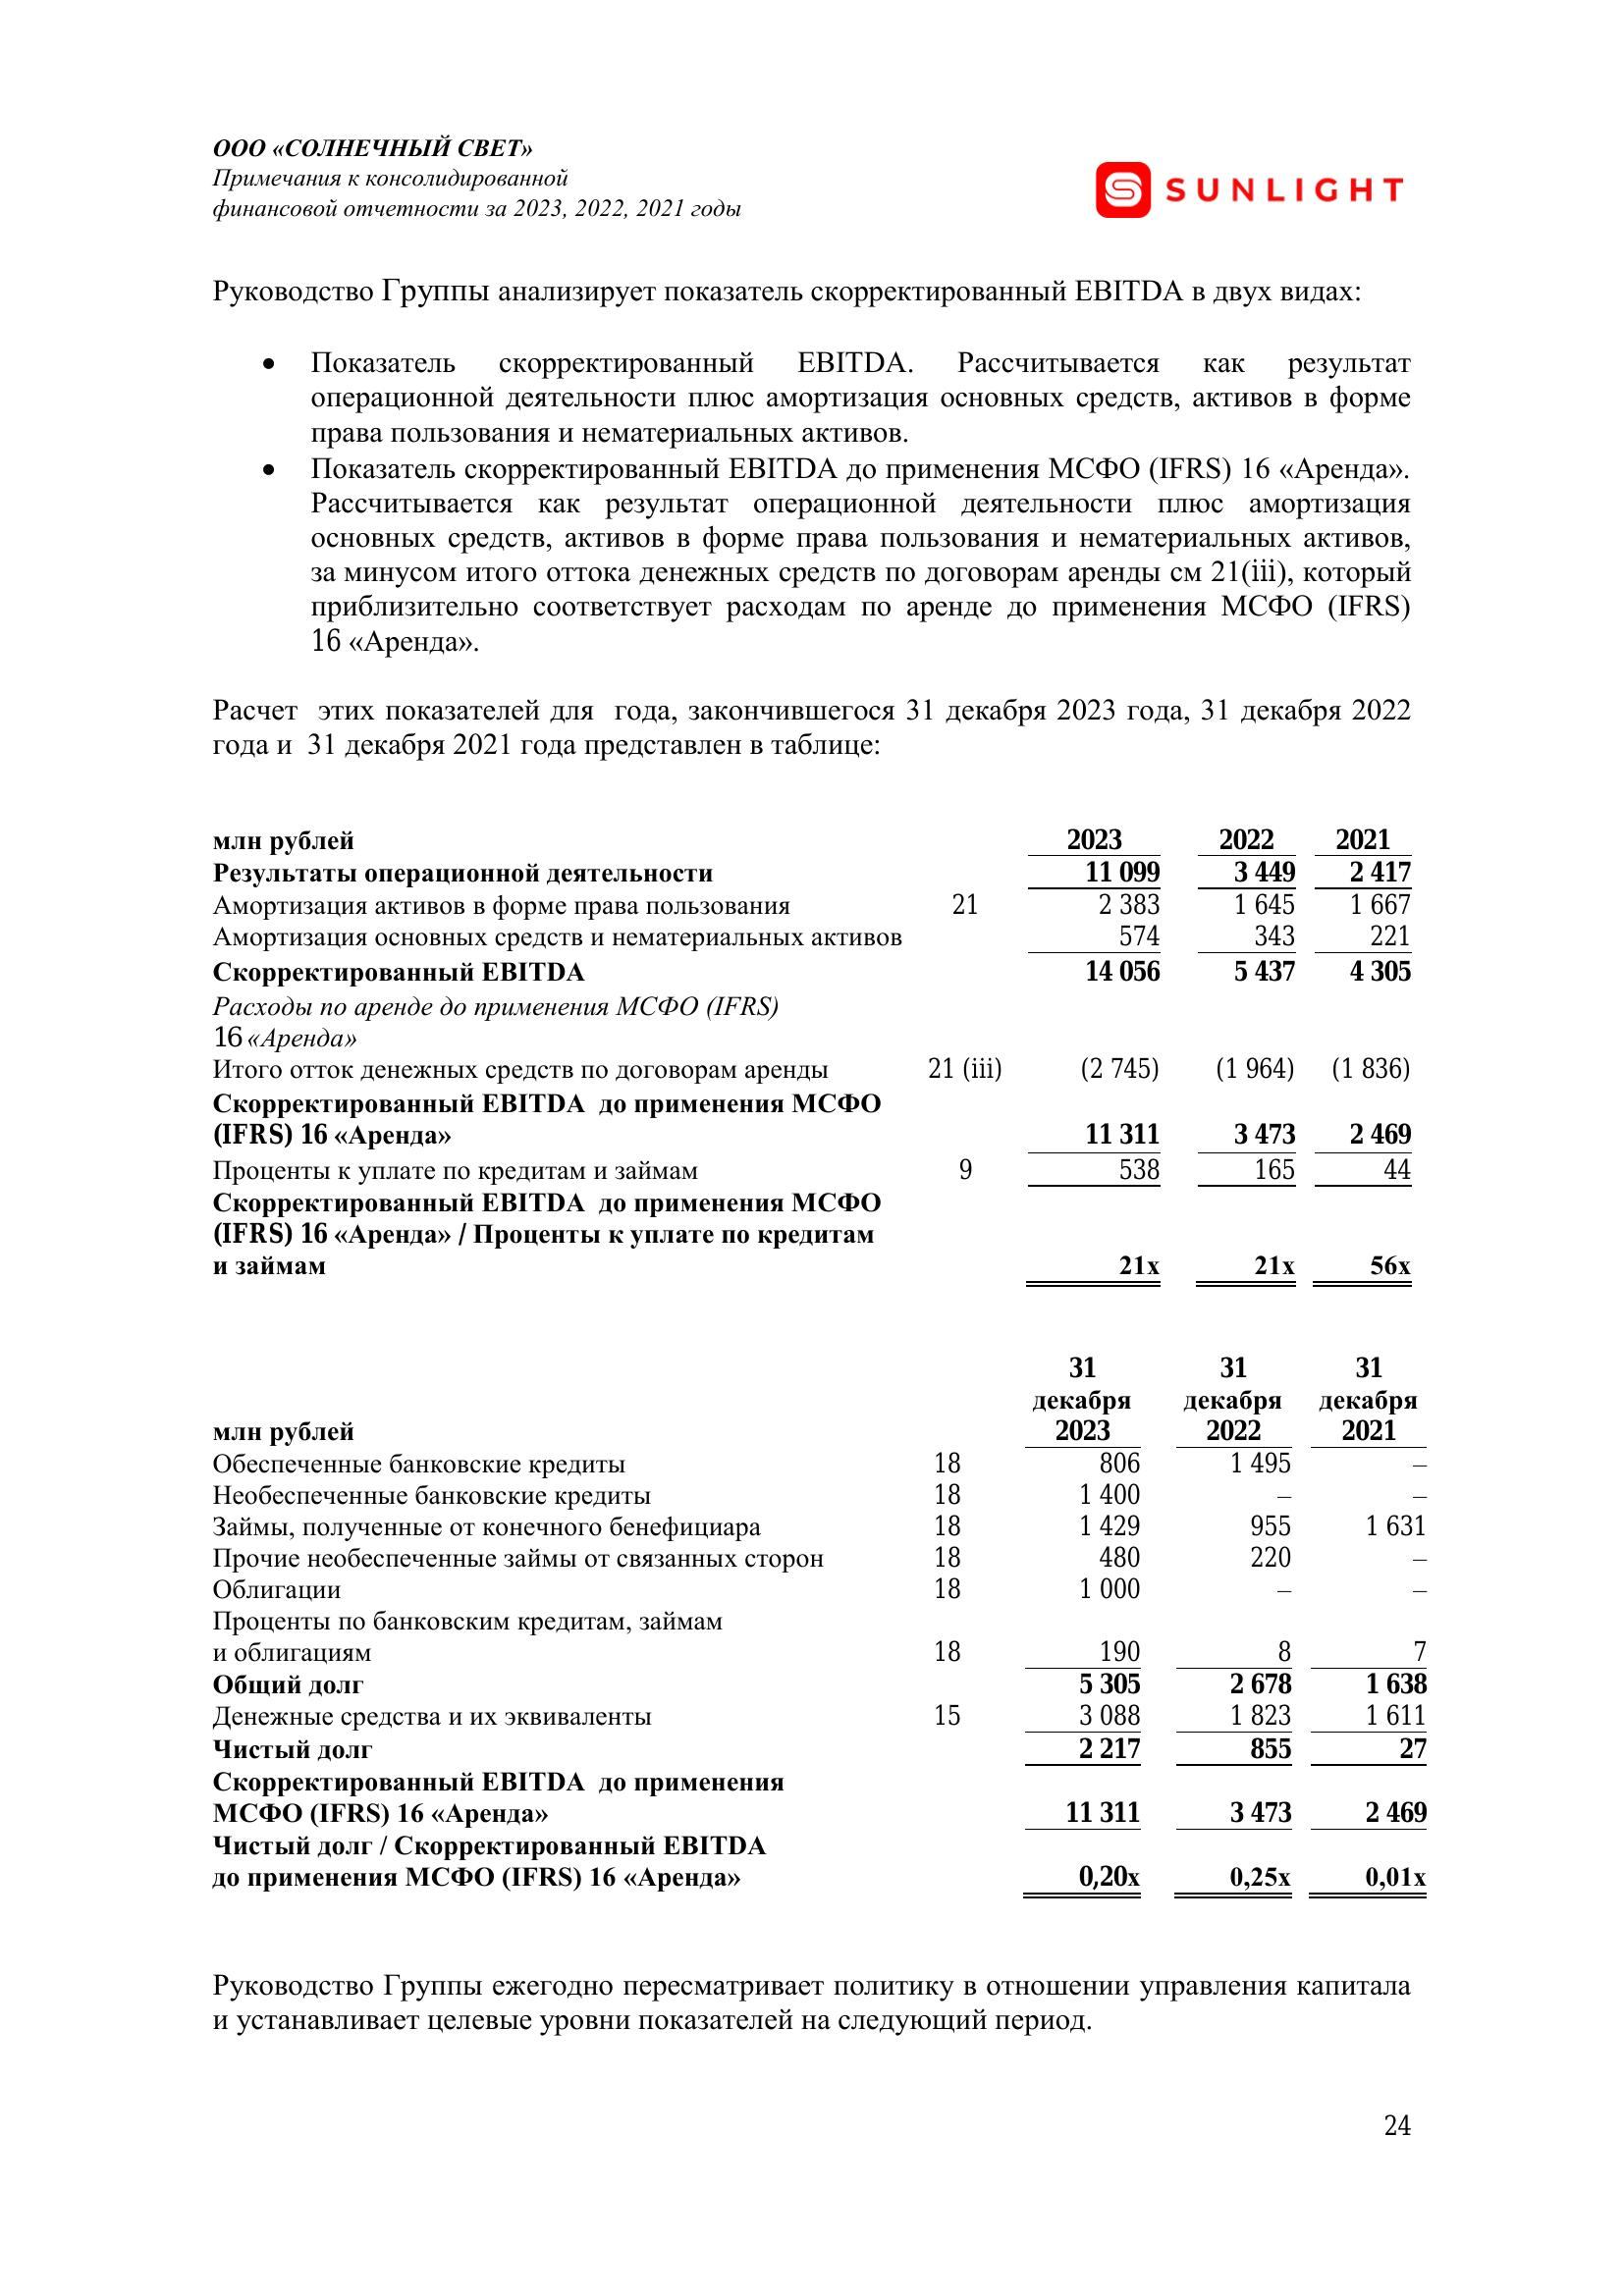 ООО «СОЛНЕЧНЫЙ СВЕТ»
Примечания к консолидированной
финансовой отчетности за 2023, 2022, 2021 годы
SUNLIGHT
Руководство Группы анализирует показатель скорректированный EBITDA в двух видах:
• Показатель скорректированный EBITDA. Рассчитывается как результат
операционной деятельности плюс амортизация основных средств, активов в форме
права пользования и нематериальных активов.
• Показатель скорректированный EBITDA до применения МСФО (IFRS) 16 «Аренда».
Рассчитывается как результат операционной деятельности плюс амортизация
основных средств, активов в форме права пользования и нематериальных активов,
за минусом итого оттока денежных средств по договорам аренды см 21(iii), который
приблизительно соответствует расходам по аренде до применения МСФО (IFRS)
16 «Аренда».
Расчет этих показателей для года, закончившегося 31 декабря 2023 года, 31 декабря 2022
года и 31 декабря 2021 года представлен в таблице:
млн рублей 2023 2022 2021
Результаты операционной деятельности 11 099 3 449 2 417
Амортизация активов в форме права пользования 21 2 383 1 645 1 667
Амортизация основных средств и нематериальных активов 574 343 221
Скорректированный EBITDA 14 056 5 437 4 305
Расходы по аренде до применения МСФО (IFRS)
16 «Аренда»
Итого отток денежных средств по договорам аренды 21 (iii) (2 745) (1 964) (1 836)
Скорректированный EBITDA до применения МСФО
(IFRS) 16 «Аренда» 11 311 3 473 2 469
Проценты к уплате по кредитам и займам 9 538 165 44
Скорректированный EBITDA до применения МСФО
(IFRS) 16 «Аренда» / Проценты к уплате по кредитам
и займам 21x 21x 56x
31 31 31
декабря декабря декабря
млн рублей 2023 2022 2021
Обеспеченные банковские кредиты 18 806 1 495 –
Необеспеченные банковские кредиты 18 1 400 – –
Займы, полученные от конечного бенефициара 18 1 429 955 1 631
Прочие необеспеченные займы от связанных сторон 18 480 220 –
Облигации 18 1 000 – –
Проценты по банковским кредитам, займам
и облигациям 18 190 8 7
Общий долг 5 305 2 678 1 638
Денежные средства и их эквиваленты 15 3 088 1 823 1 611
Чистый долг 2 217 855 27
Скорректированный EBITDA до применения
МСФО (IFRS) 16 «Аренда» 11 311 3 473 2 469
Чистый долг / Скорректированный EBITDA
до применения МСФО (IFRS) 16 «Аренда» 0,20x 0,25x 0,01x
Руководство Группы ежегодно пересматривает политику в отношении управления капитала
и устанавливает целевые уровни показателей на следующий период.
24